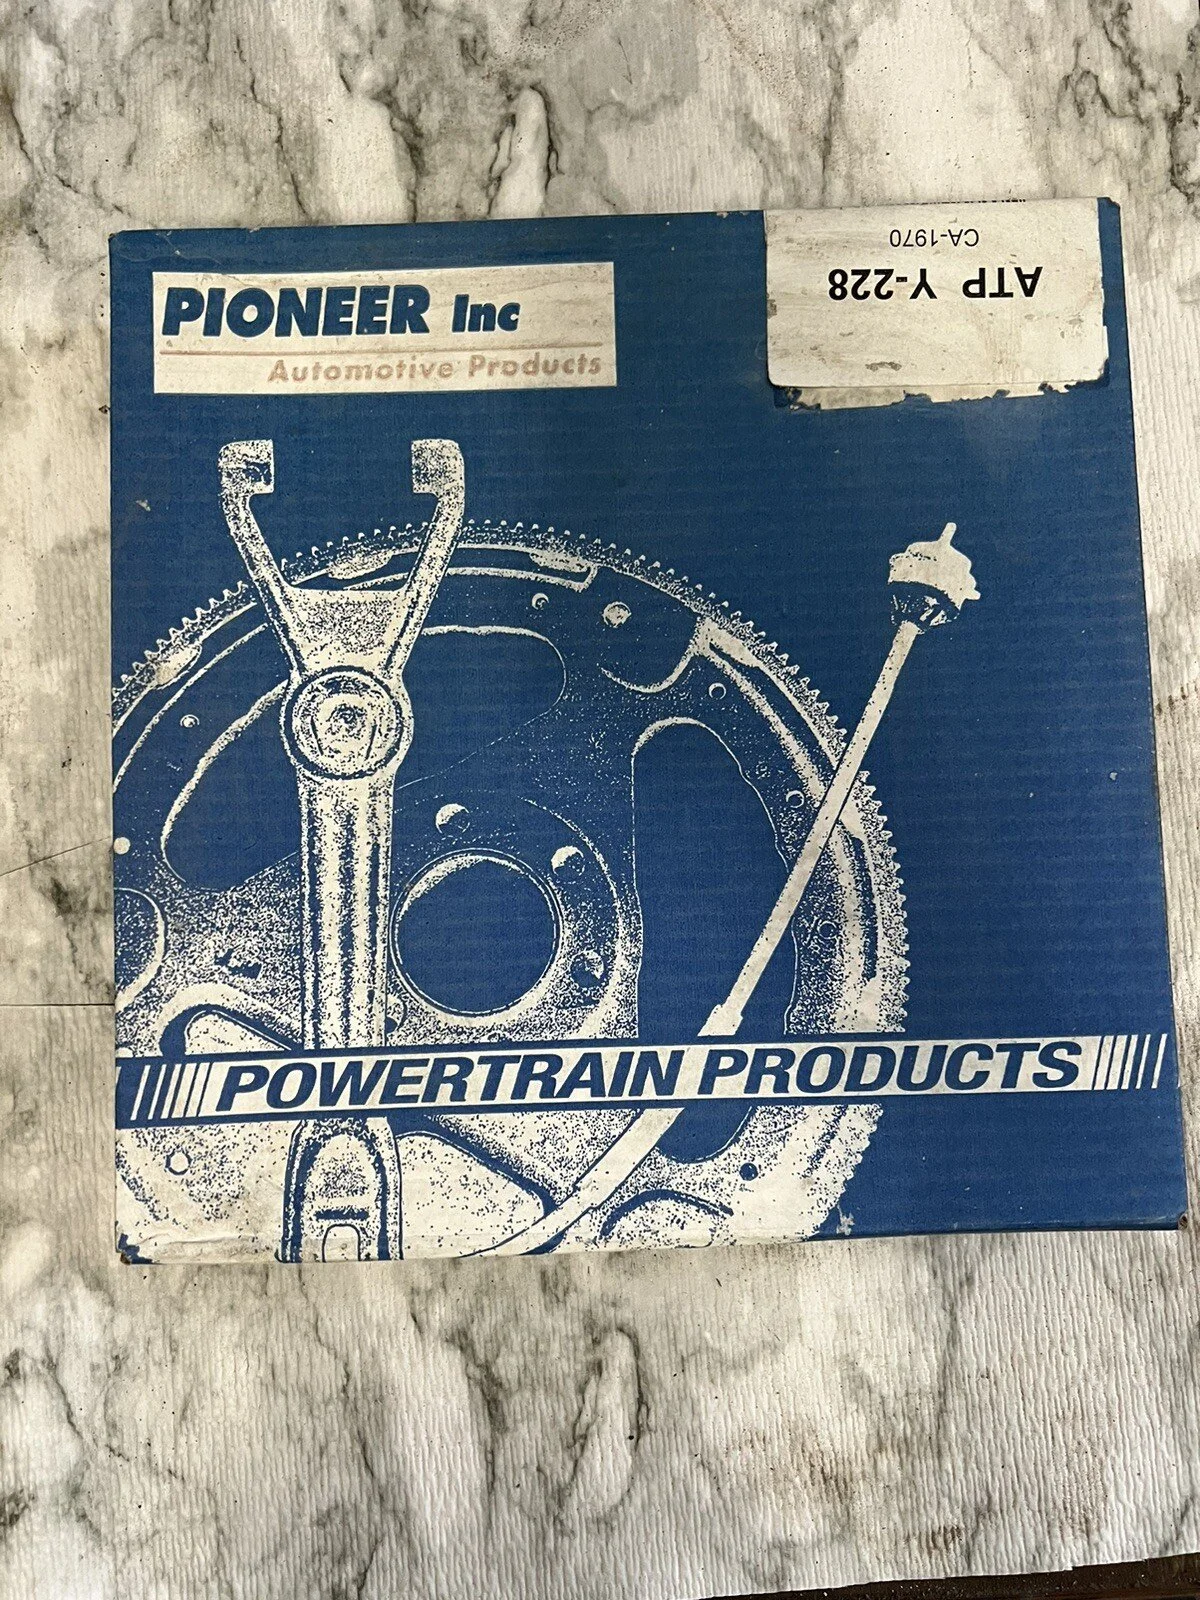 PIONEER Inc
Automotive Products
ATP Y-228
CA-1970
POWERTRAIN PRODUCTS